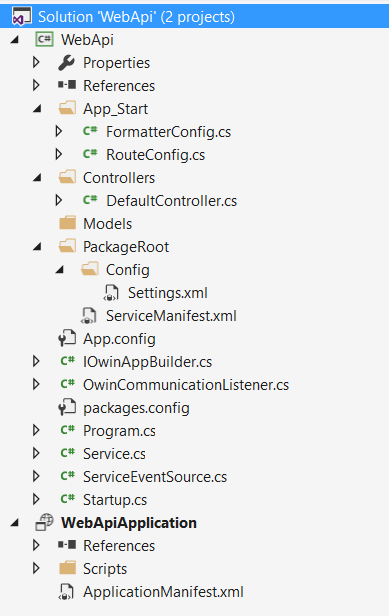 Solution 'WebApi' (2 projects)
WebApi
Properties
References
App_Start
FormatterConfig.cs
RouteConfig.cs
Controllers
DefaultController.cs
Models
PackageRoot
Config
Settings.xml
ServiceManifest.xml
App.config
IOwinAppBuilder.cs
OwinCommunicationListener.cs
packages.config
Program.cs
Service.cs
ServiceEventSource.cs
Startup.cs
WebApiApplication
References
Scripts
ApplicationManifest.xml